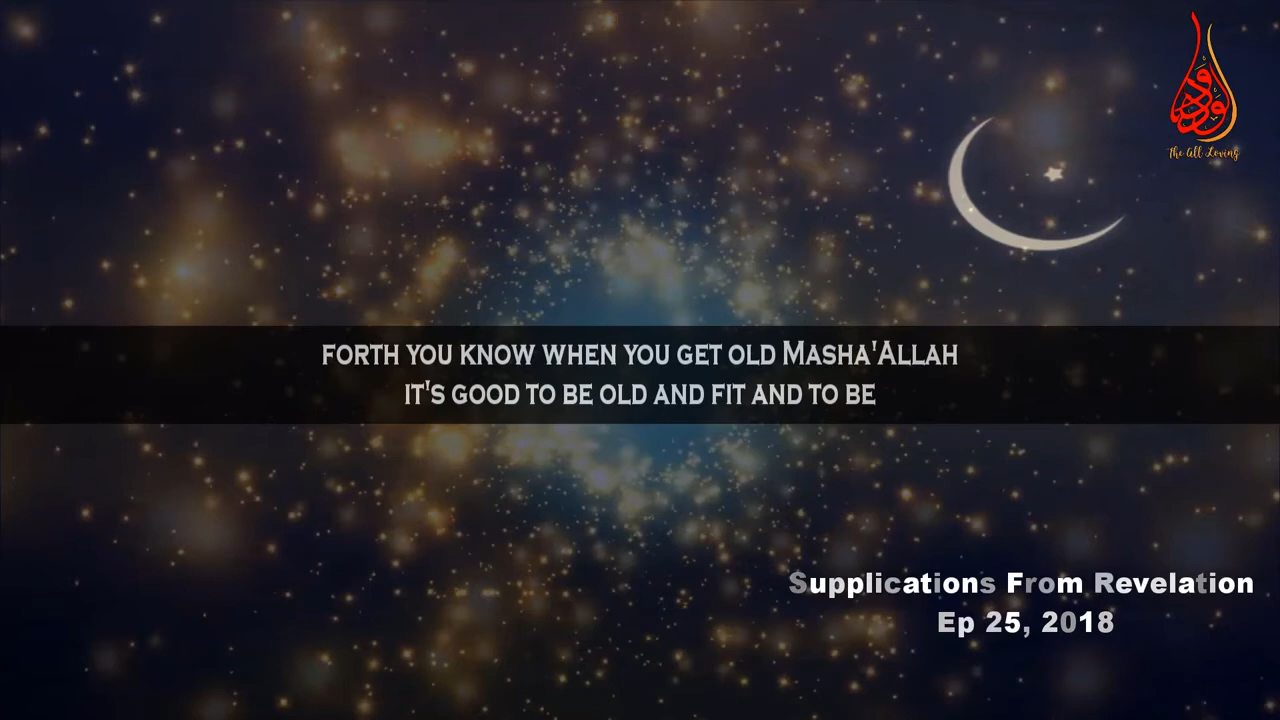 الودود
The All Loving
FORTH YOU KNOW WHEN YOU GET OLD MASHA'ALLAH
IT'S GOOD TO BE OLD AND FIT AND TO BE
Supplications From Revelation
Ep 25, 2018